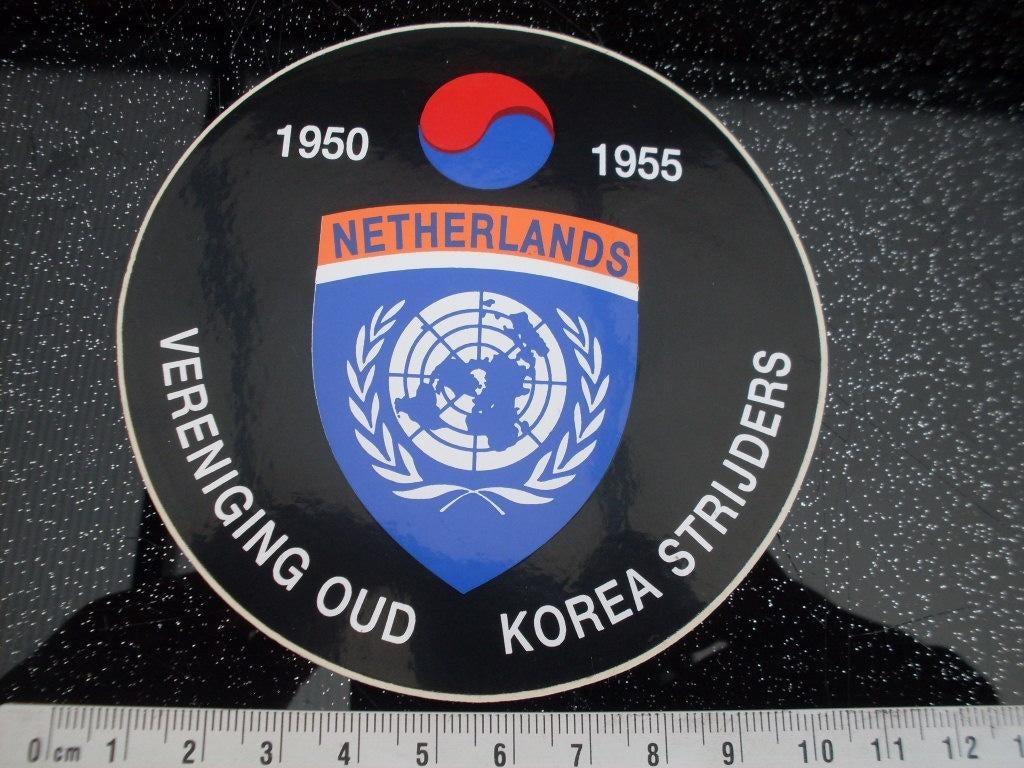 1950
1955
NETHERLANDS
VERENIGING OUD KOREA STRIJDERS
0 cm 1 2 3 4 5 6 7 8 9 10 11 12